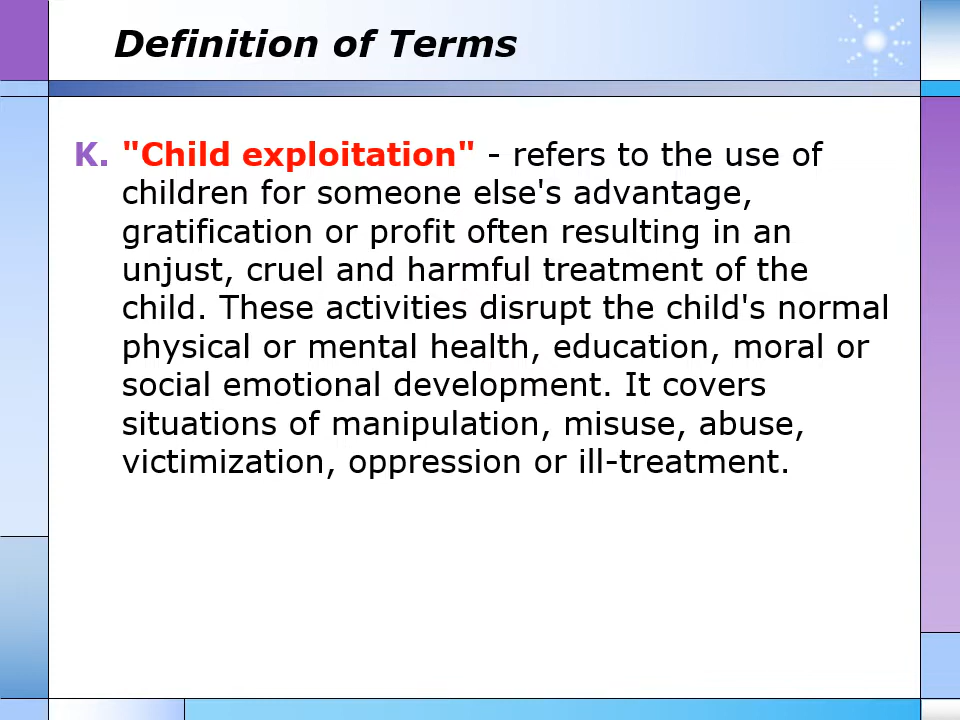 Definition of Terms
K. "Child exploitation" - refers to the use of
children for someone else's advantage,
gratification or profit often resulting in an
unjust, cruel and harmful treatment of the
child. These activities disrupt the child's normal
physical or mental health, education, moral or
social emotional development. It covers
situations of manipulation, misuse, abuse,
victimization, oppression or ill-treatment.